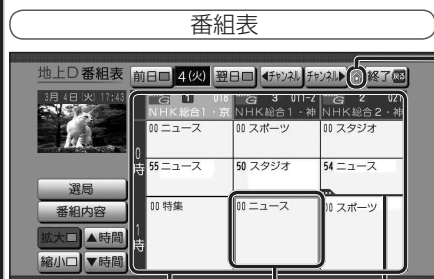 番組表
地上D 番組表 前日 4(火) 翌日 ◀チャンネル チャンネル▶ 終了 戻る
3月 4日(火) 17:43
G 1 018 G 3 011-2 G 2 021
NHK総合1・京 NHK総合1・神 NHK総合2・神
00 ニュース 00 スポーツ 00 スタジオ
0時
55 ニュース 50 スタジオ 54 ニュース
選局
番組内容
00 特集 00 ニュース 00 スポーツ
1時
拡大 ▲時間
縮小 ▼時間